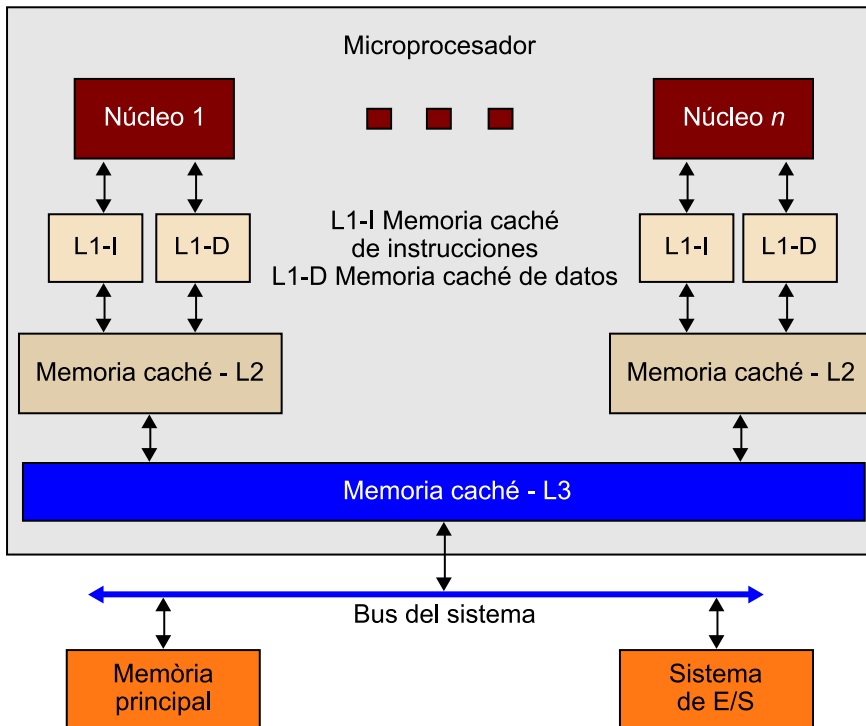 Microprocesador
Núcleo 1
Núcleo n
L1-I
L1-D
L1-I Memoria caché
de instrucciones
L1-D Memoria caché de datos
L1-I
L1-D
Memoria caché - L2
Memoria caché - L2
Memoria caché - L3
Bus del sistema
Memòria
principal
Sistema
de E/S